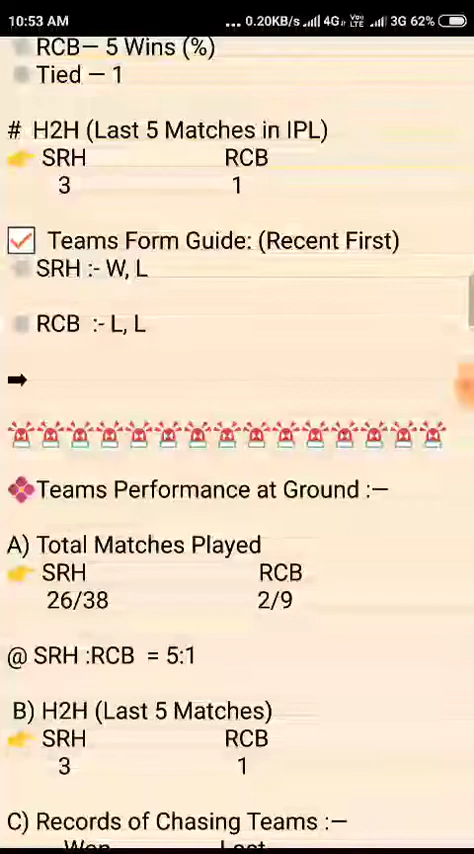 10:53 AM ... 0.20KB/s 4G VoLTE 3G 62%
RCB— 5 Wins (%)
Tied — 1
# H2H (Last 5 Matches in IPL)
SRH RCB
3 1
Teams Form Guide: (Recent First)
SRH :- W, L
RCB :- L, L
Teams Performance at Ground :—
A) Total Matches Played
SRH RCB
26/38 2/9
@ SRH :RCB = 5:1
B) H2H (Last 5 Matches)
SRH RCB
3 1
C) Records of Chasing Teams :—
Won Lost